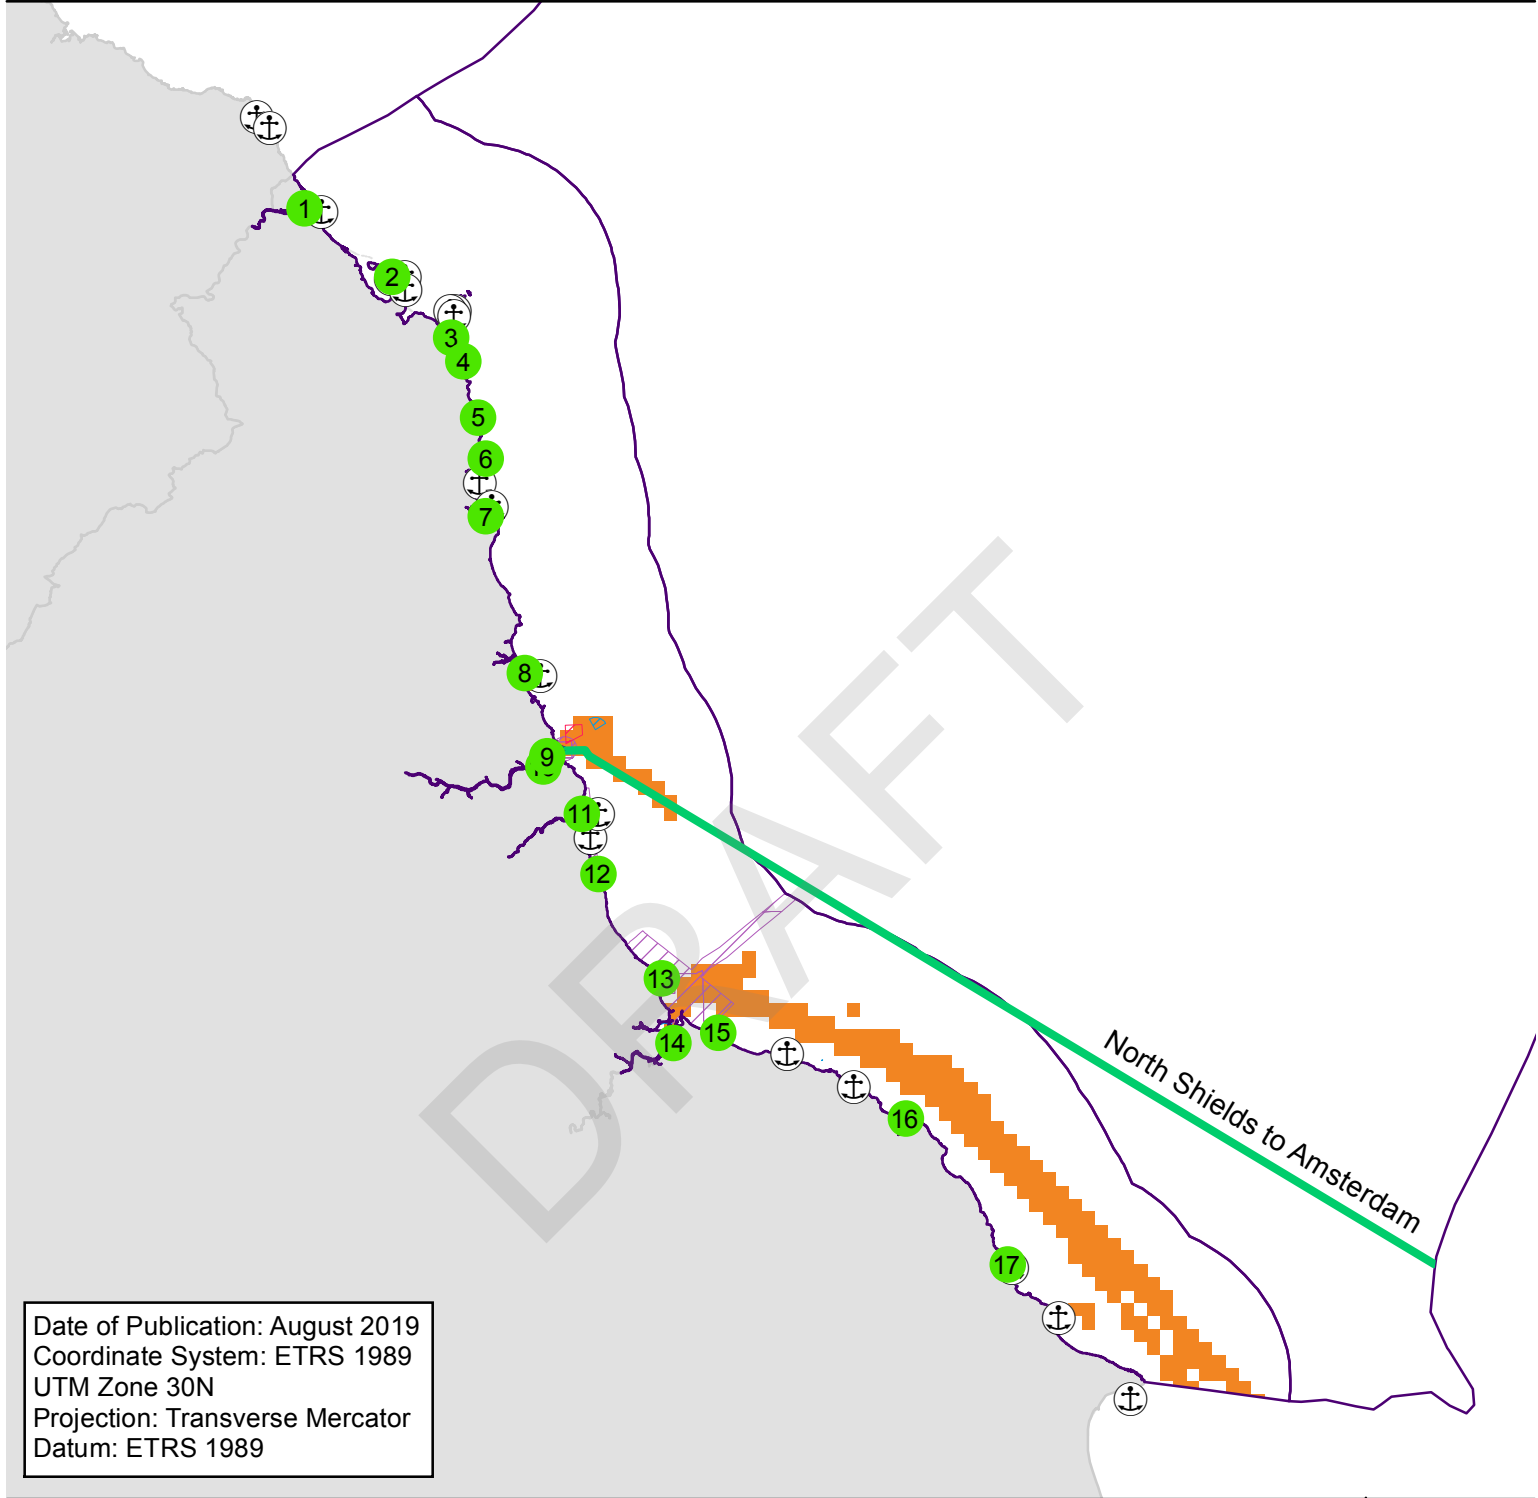 1
2
3
4
5
6
7
8
9
11
12
13
14
15
16
17
North Shields to Amsterdam
DRAFT
Date of Publication: August 2019
Coordinate System: ETRS 1989
UTM Zone 30N
Projection: Transverse Mercator
Datum: ETRS 1989